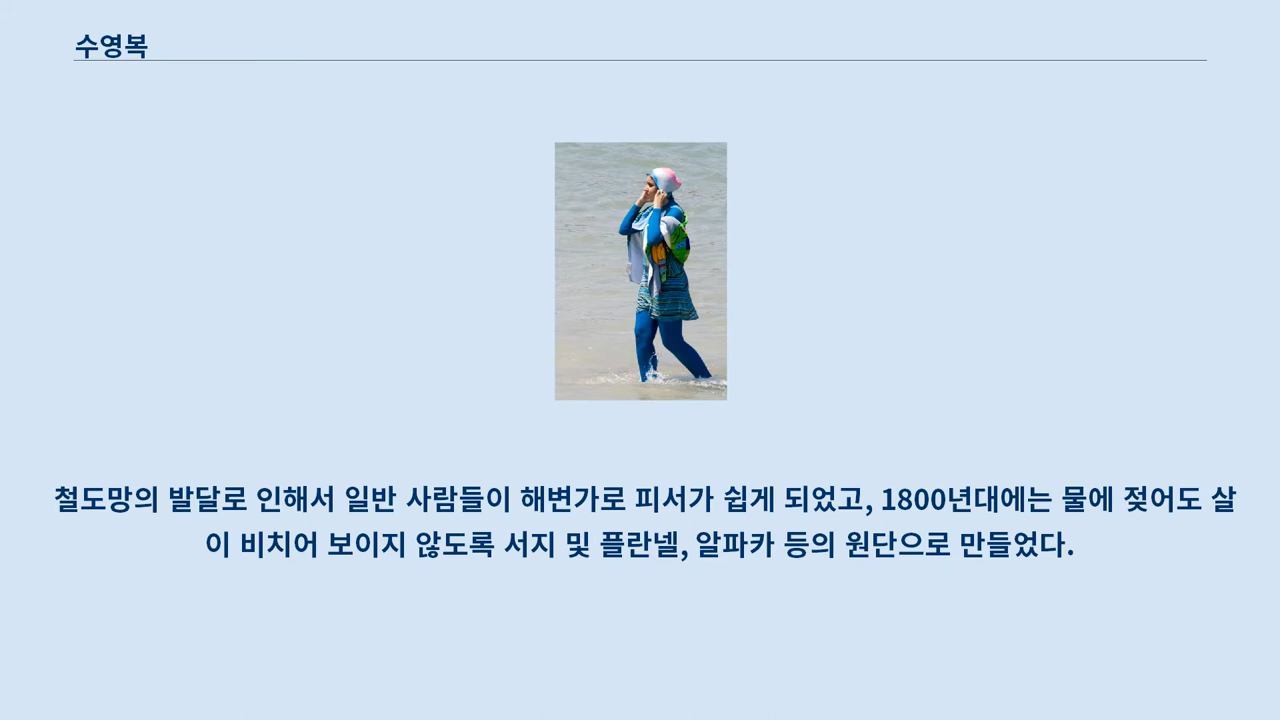 수영복
철도망의 발달로 인해서 일반 사람들이 해변가로 피서가 쉽게 되었고, 1800년대에는 물에 젖어도 살
이 비치어 보이지 않도록 서지 및 플란넬, 알파카 등의 원단으로 만들었다.